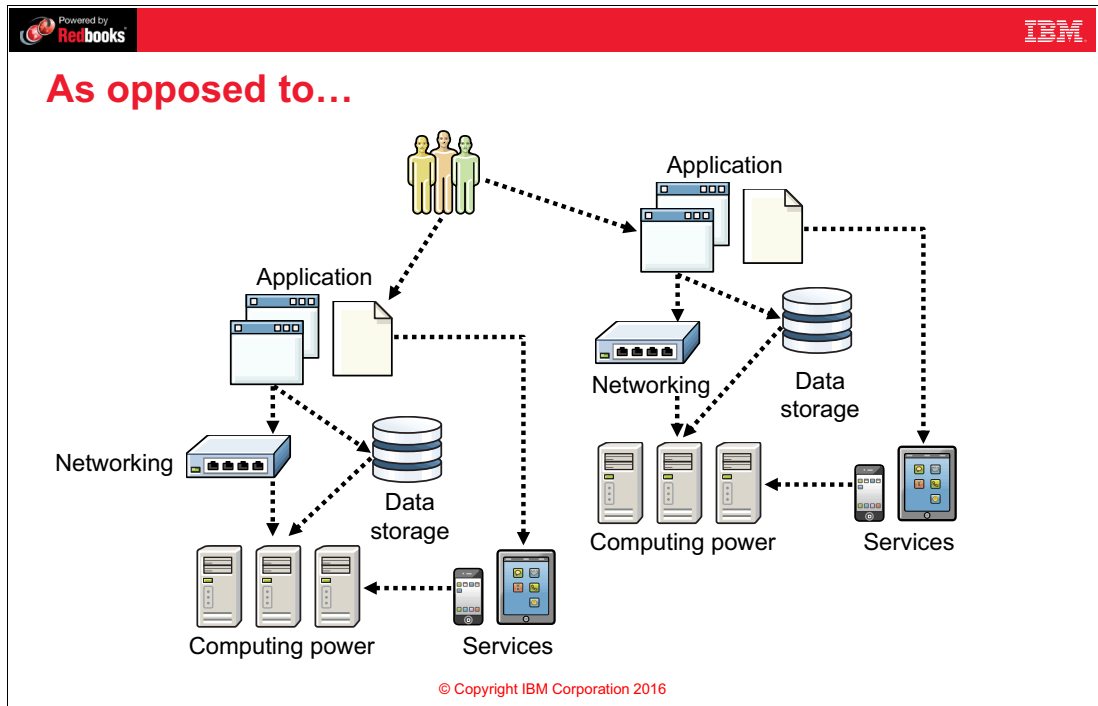 Powered by
Redbooks
IBM
As opposed to…
Application
Networking
Data
storage
Computing power
Services
Application
Networking
Data
storage
Computing power
Services
© Copyright IBM Corporation 2016